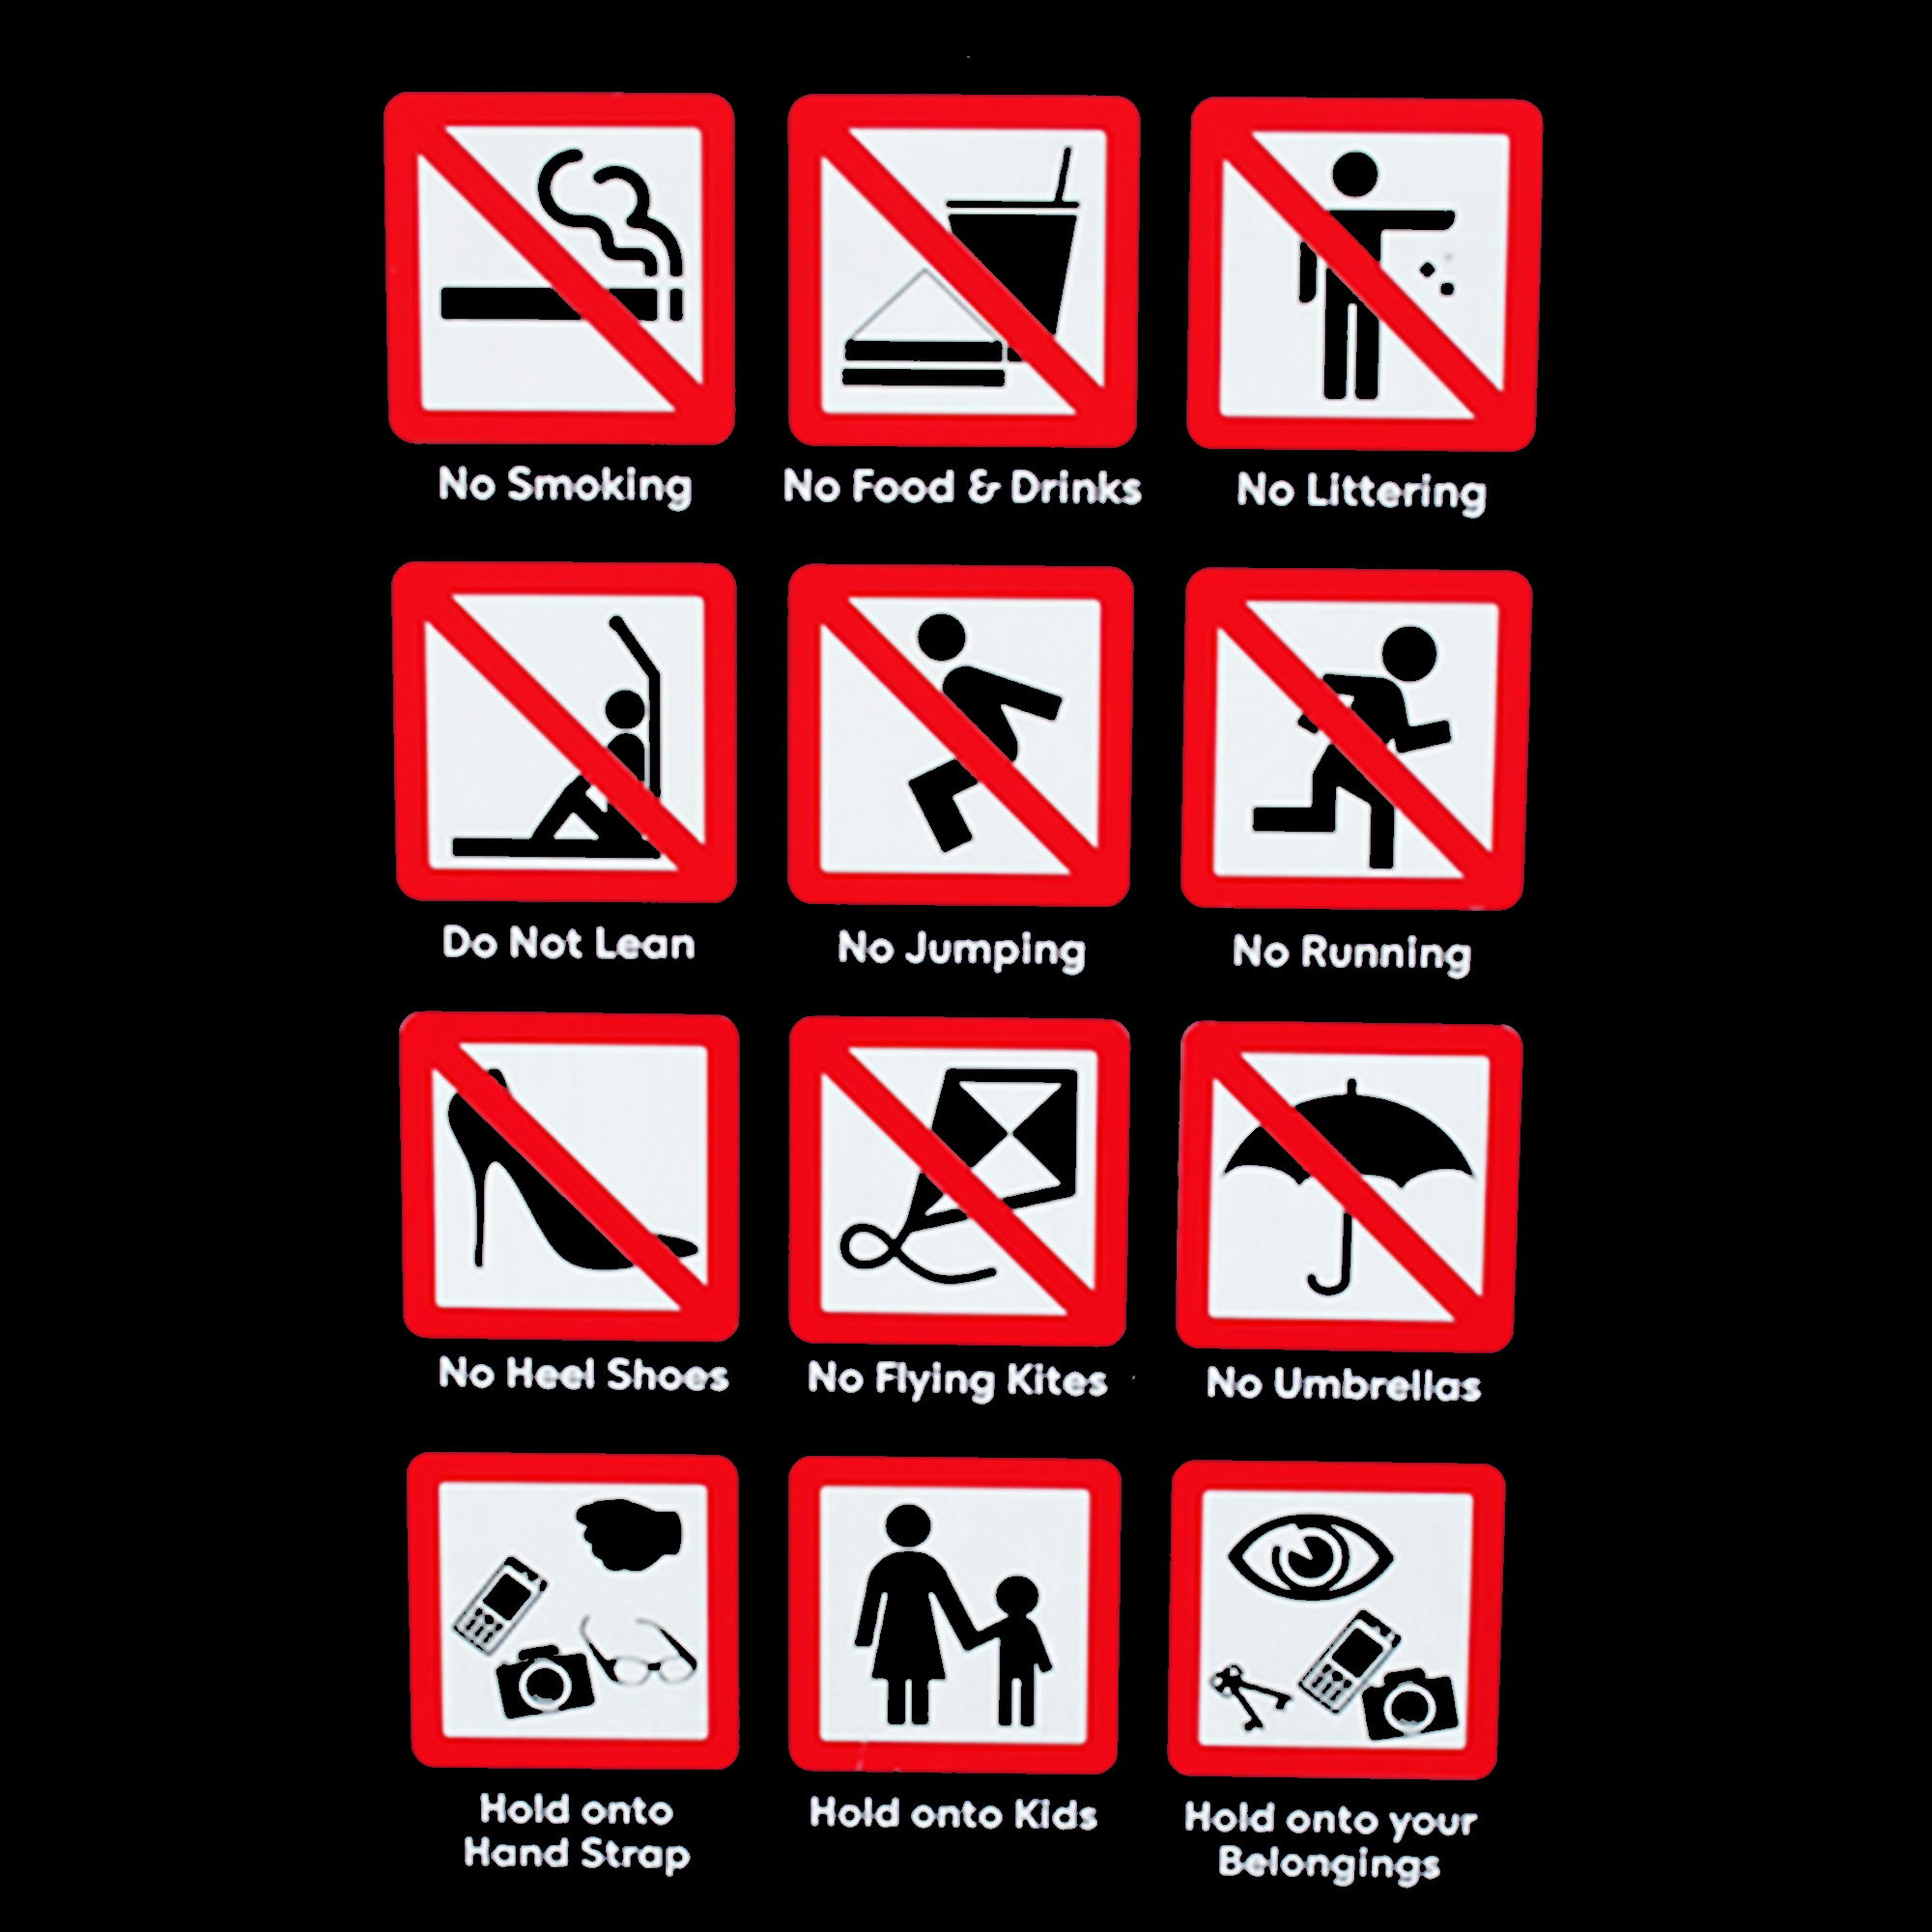 No Smoking
No Food & Drinks
No Littering
Do Not Lean
No Jumping
No Running
No Heel Shoes
No Flying Kites
No Umbrellas
Hold onto
Hand Strap
Hold onto Kids
Hold onto your
Belongings